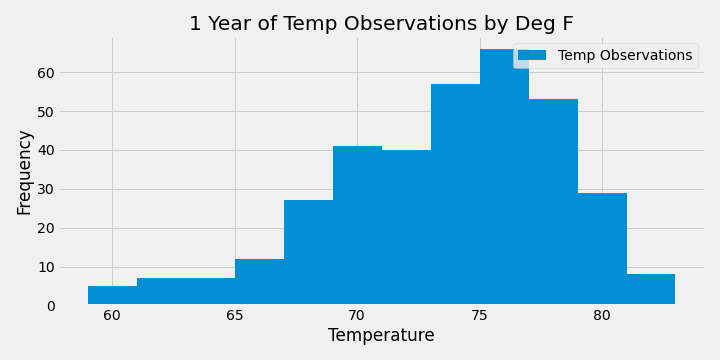 1 Year of Temp Observations by Deg F
Temp Observations
Frequency
60
50
40
30
20
10
0
60 65 70 75 80
Temperature